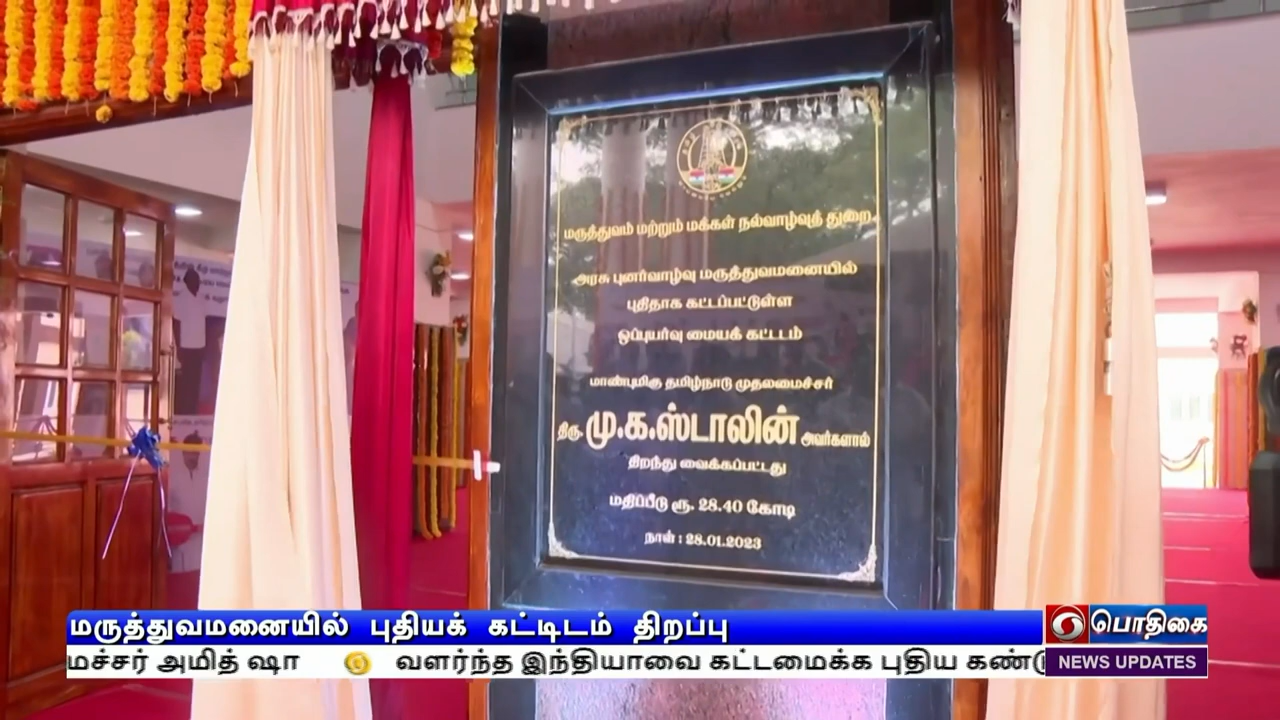 மருத்துவம் மற்றும் மக்கள் நல்வாழ்வுத் துறை
அரசு புனர்வாழ்வு மருத்துவமனையில்
புதிதாக கட்டப்பட்டுள்ள
ஒப்புயர்வு மையக் கட்டடம்
மாண்புமிகு தமிழ்நாடு முதலமைச்சர்
திரு. மு.க.ஸ்டாலின் அவர்களால்
திறந்து வைக்கப்பட்டது
மதிப்பீடு ரூ. 28.40 கோடி
நாள் : 28.01.2023
மருத்துவமனையில் புதியக் கட்டிடம் திறப்பு
பொதிகை
மச்சர் அமித் ஷா வளர்ந்த இந்தியாவை கட்டமைக்க புதிய கண்டு
NEWS UPDATES